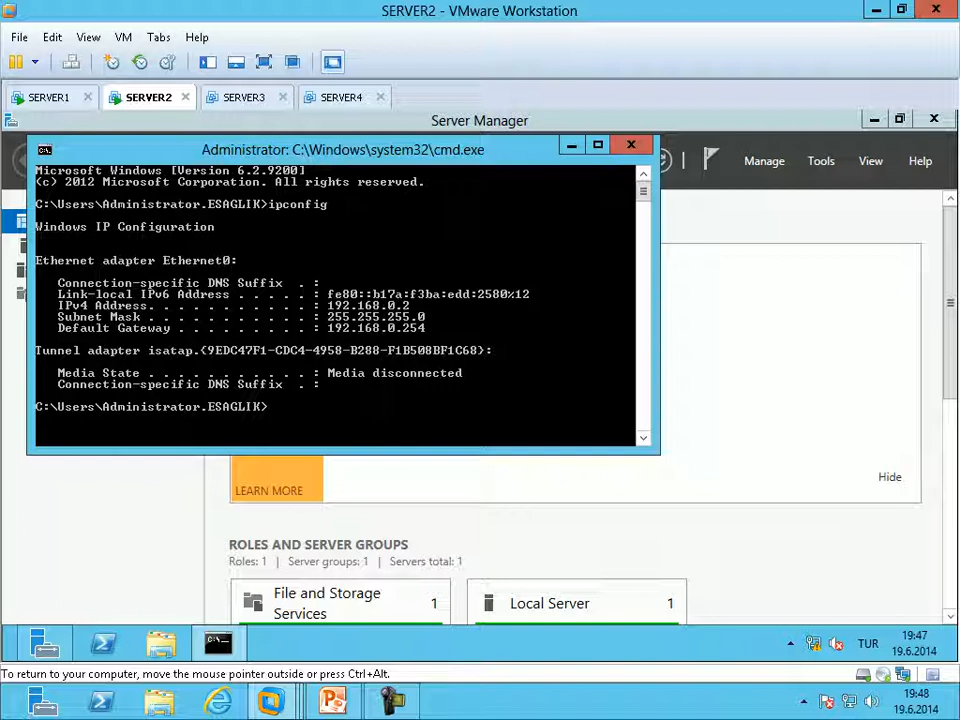 SERVER2 - VMware Workstation
File Edit View VM Tabs Help
SERVER1 SERVER2 SERVER3 SERVER4
Server Manager
Manage Tools View Help
Administrator: C:\Windows\system32\cmd.exe
Microsoft Windows [Version 6.2.9200]
(c) 2012 Microsoft Corporation. All rights reserved.
C:\Users\Administrator.ESAGLIK>ipconfig
Windows IP Configuration
Ethernet adapter Ethernet0:
Connection-specific DNS Suffix . :
Link-local IPv6 Address . . . . . : fe80::b17a:f3ba:edd:2580%12
IPv4 Address. . . . . . . . . . . : 192.168.0.2
Subnet Mask . . . . . . . . . . . : 255.255.255.0
Default Gateway . . . . . . . . . : 192.168.0.254
Tunnel adapter isatap.{9EDC47F1-CDC4-4958-B288-F1B508BF1C68}:
Media State . . . . . . . . . . . : Media disconnected
Connection-specific DNS Suffix . :
C:\Users\Administrator.ESAGLIK>
LEARN MORE
Hide
ROLES AND SERVER GROUPS
Roles: 1 | Server groups: 1 | Servers total: 1
File and Storage Services 1
Local Server 1
TUR 19:47
19.6.2014
To return to your computer, move the mouse pointer outside or press Ctrl+Alt.
19:48
19.6.2014